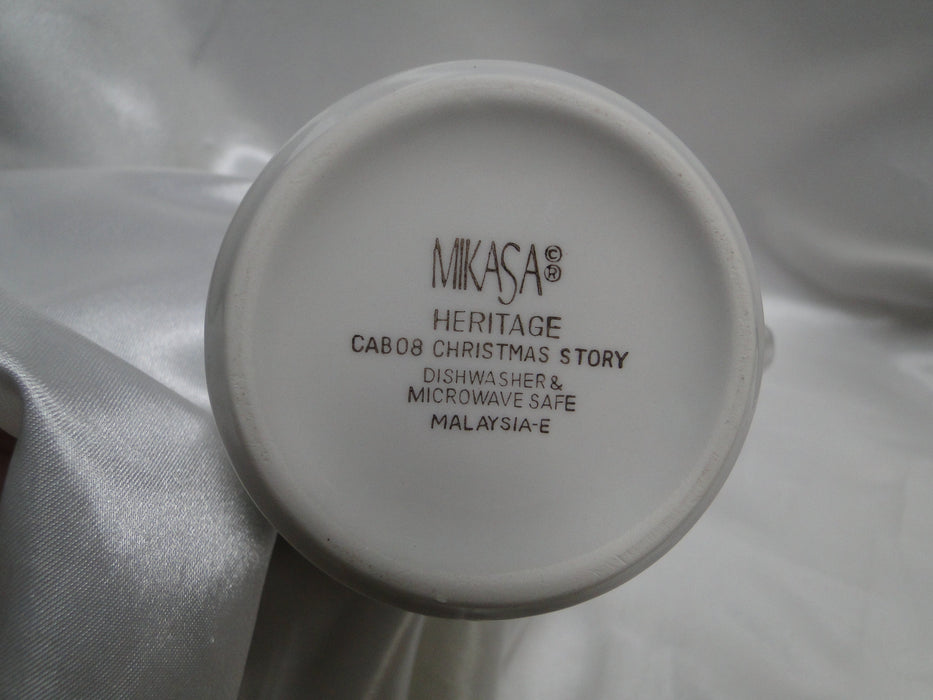 MIKASA©®
HERITAGE
CAB08 CHRISTMAS STORY
DISHWASHER &
MICROWAVE SAFE
MALAYSIA-E